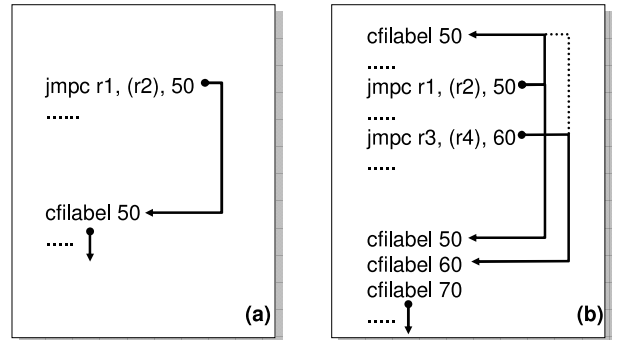 jmpc r1, (r2), 50
......
cfilabel 50
.....
(a)
cfilabel 50
.....
jmpc r1, (r2), 50
.....
jmpc r3, (r4), 60
.....
cfilabel 50
cfilabel 60
cfilabel 70
.....
(b)